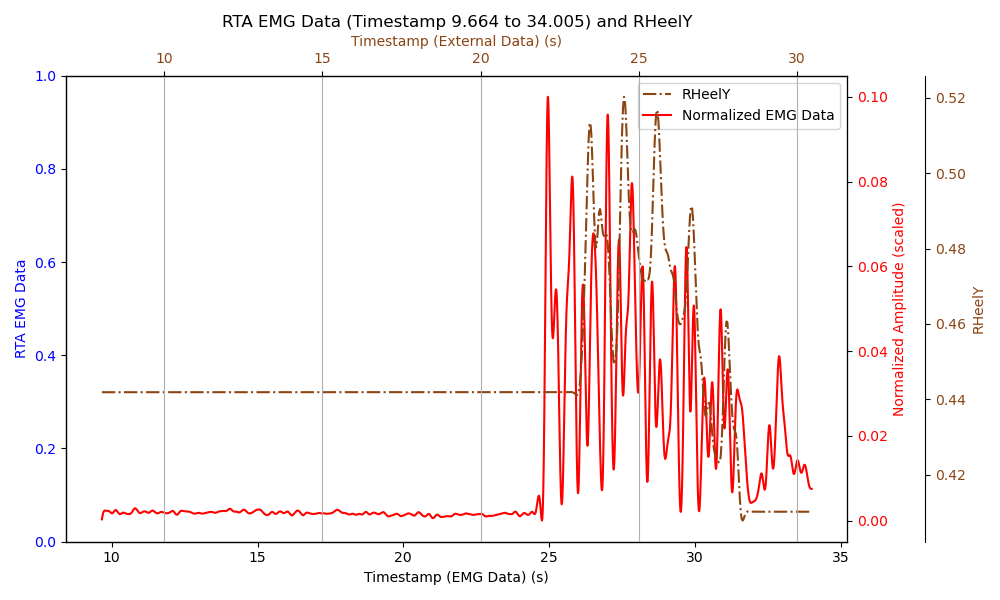 RTA EMG Data (Timestamp 9.664 to 34.005) and RHeelY
Timestamp (External Data) (s)
10 15 20 25 30
RHeelY
Normalized EMG Data
RTA EMG Data
1.0
0.8
0.6
0.4
0.2
0.0
Normalized Amplitude (scaled)
0.10
0.08
0.06
0.04
0.02
0.00
RHeelY
0.52
0.50
0.48
0.46
0.44
0.42
10 15 20 25 30 35
Timestamp (EMG Data) (s)